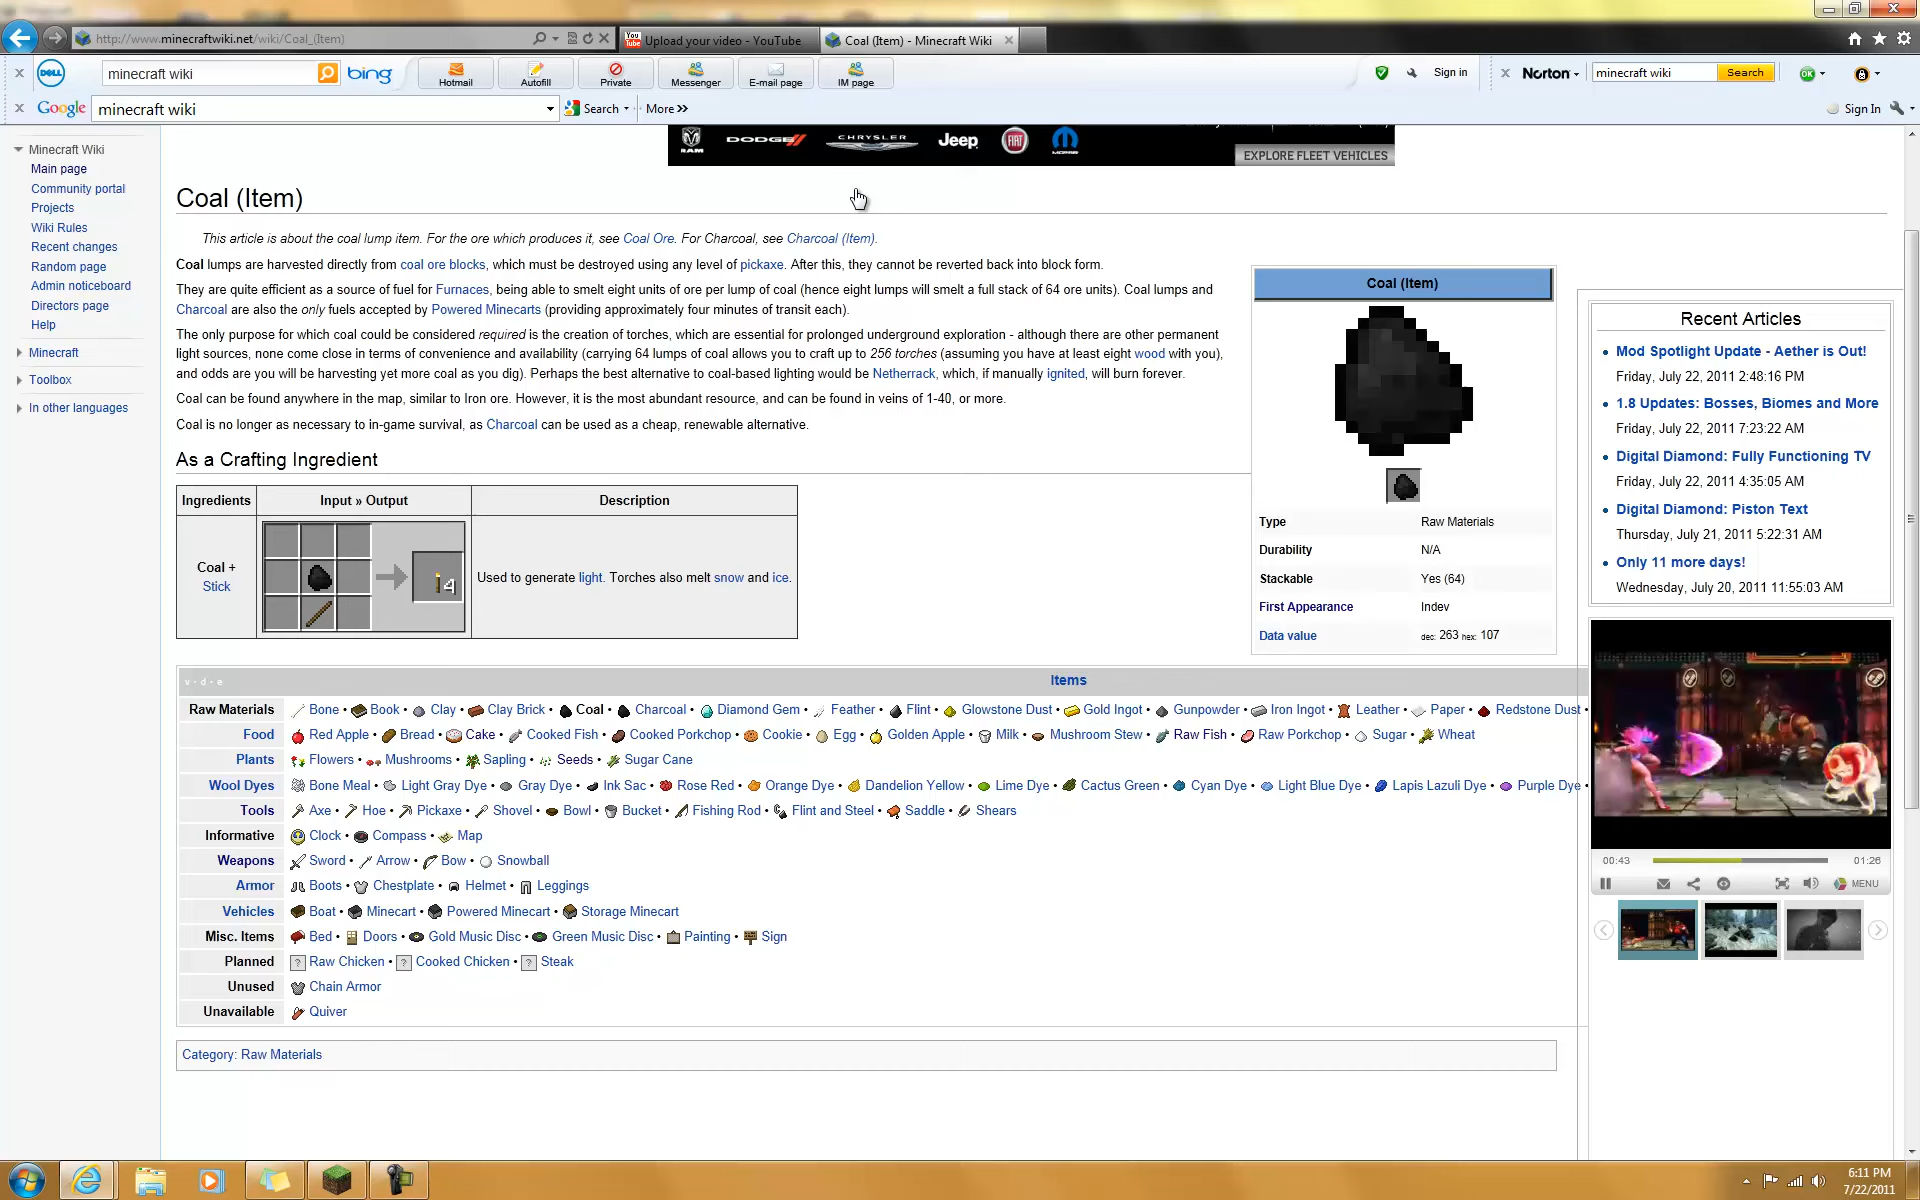 http://www.minecraftwiki.net/wiki/Coal_(Item)
You Tube Upload your video - YouTube
Coal (Item) - Minecraft Wiki
DELL
minecraft wiki
bing
Hotmail
Autofill
Private
Messenger
E-mail page
IM page
Sign in
Norton
minecraft wiki
Search
OK
Google
minecraft wiki
Search
More »
Sign In
Minecraft Wiki
Main page
Community portal
Projects
Wiki Rules
Recent changes
Random page
Admin noticeboard
Directors page
Help
Minecraft
Toolbox
In other languages
RAM DODGE CHRYSLER Jeep FIAT MOPAR
EXPLORE FLEET VEHICLES
Coal (Item)
This article is about the coal lump item. For the ore which produces it, see Coal Ore. For Charcoal, see Charcoal (Item).
Coal lumps are harvested directly from coal ore blocks, which must be destroyed using any level of pickaxe. After this, they cannot be reverted back into block form.
They are quite efficient as a source of fuel for Furnaces, being able to smelt eight units of ore per lump of coal (hence eight lumps will smelt a full stack of 64 ore units). Coal lumps and
Charcoal are also the only fuels accepted by Powered Minecarts (providing approximately four minutes of transit each).
The only purpose for which coal could be considered required is the creation of torches, which are essential for prolonged underground exploration - although there are other permanent
light sources, none come close in terms of convenience and availability (carrying 64 lumps of coal allows you to craft up to 256 torches (assuming you have at least eight wood with you),
and odds are you will be harvesting yet more coal as you dig). Perhaps the best alternative to coal-based lighting would be Netherrack, which, if manually ignited, will burn forever.
Coal can be found anywhere in the map, similar to Iron ore. However, it is the most abundant resource, and can be found in veins of 1-40, or more.
Coal is no longer as necessary to in-game survival, as Charcoal can be used as a cheap, renewable alternative.
As a Crafting Ingredient
Ingredients Input » Output Description
Coal +
Stick
4
Used to generate light. Torches also melt snow and ice.
Coal (Item)
Type Raw Materials
Durability N/A
Stackable Yes (64)
First Appearance Indev
Data value dec: 263 hex: 107
v · d · e Items
Raw Materials Bone • Book • Clay • Clay Brick • Coal • Charcoal • Diamond Gem • Feather • Flint • Glowstone Dust • Gold Ingot • Gunpowder • Iron Ingot • Leather • Paper • Redstone Dust •
Food Red Apple • Bread • Cake • Cooked Fish • Cooked Porkchop • Cookie • Egg • Golden Apple • Milk • Mushroom Stew • Raw Fish • Raw Porkchop • Sugar • Wheat
Plants Flowers • Mushrooms • Sapling • Seeds • Sugar Cane
Wool Dyes Bone Meal • Light Gray Dye • Gray Dye • Ink Sac • Rose Red • Orange Dye • Dandelion Yellow • Lime Dye • Cactus Green • Cyan Dye • Light Blue Dye • Lapis Lazuli Dye • Purple Dye •
Tools Axe • Hoe • Pickaxe • Shovel • Bowl • Bucket • Fishing Rod • Flint and Steel • Saddle • Shears
Informative Clock • Compass • Map
Weapons Sword • Arrow • Bow • Snowball
Armor Boots • Chestplate • Helmet • Leggings
Vehicles Boat • Minecart • Powered Minecart • Storage Minecart
Misc. Items Bed • Doors • Gold Music Disc • Green Music Disc • Painting • Sign
Planned ? Raw Chicken • ? Cooked Chicken • ? Steak
Unused Chain Armor
Unavailable Quiver
Category: Raw Materials
Recent Articles
Mod Spotlight Update - Aether is Out!
Friday, July 22, 2011 2:48:16 PM
1.8 Updates: Bosses, Biomes and More
Friday, July 22, 2011 7:23:22 AM
Digital Diamond: Fully Functioning TV
Friday, July 22, 2011 4:35:05 AM
Digital Diamond: Piston Text
Thursday, July 21, 2011 5:22:31 AM
Only 11 more days!
Wednesday, July 20, 2011 11:55:03 AM
00:43 01:26
MENU
6:11 PM
7/22/2011